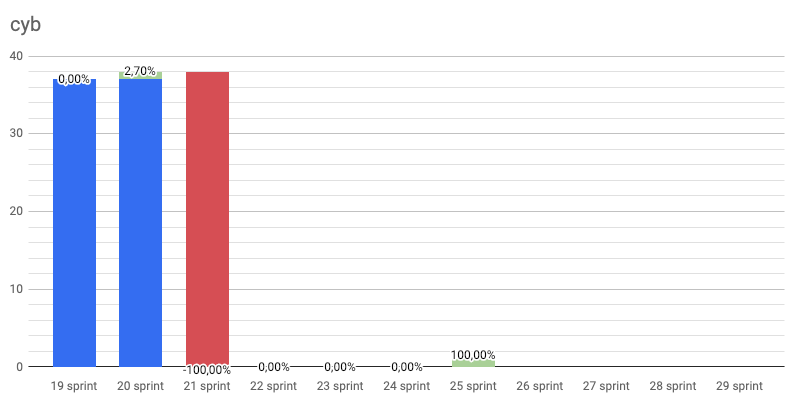 cyb
40
30
20
10
0
0,00%
2,70%
-100,00%
0,00%
0,00%
0,00%
100,00%
19 sprint
20 sprint
21 sprint
22 sprint
23 sprint
24 sprint
25 sprint
26 sprint
27 sprint
28 sprint
29 sprint